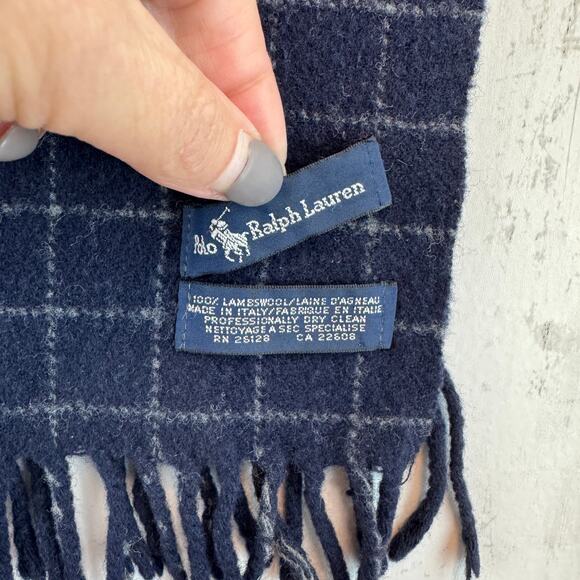 Polo Ralph Lauren
100% LAMBSWOOL/LAINE D'AGNEAU
MADE IN ITALY/FABRIQUE EN ITALIE
PROFESSIONALLY DRY CLEAN
NETTOYAGE A SEC SPECIALISE
RN 26128 CA 22608